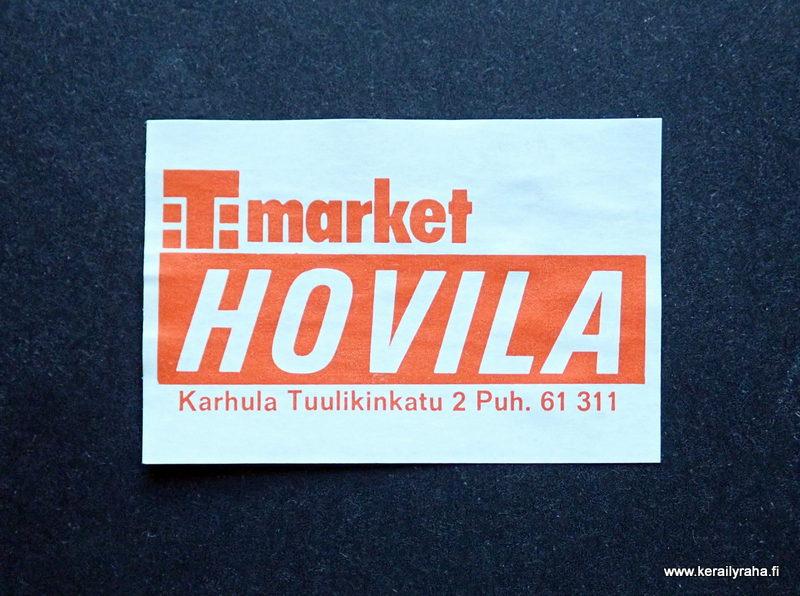 T market
HOVILA
Karhula Tuulikinkatu 2 Puh. 61 311
www.kerailyraha.fi